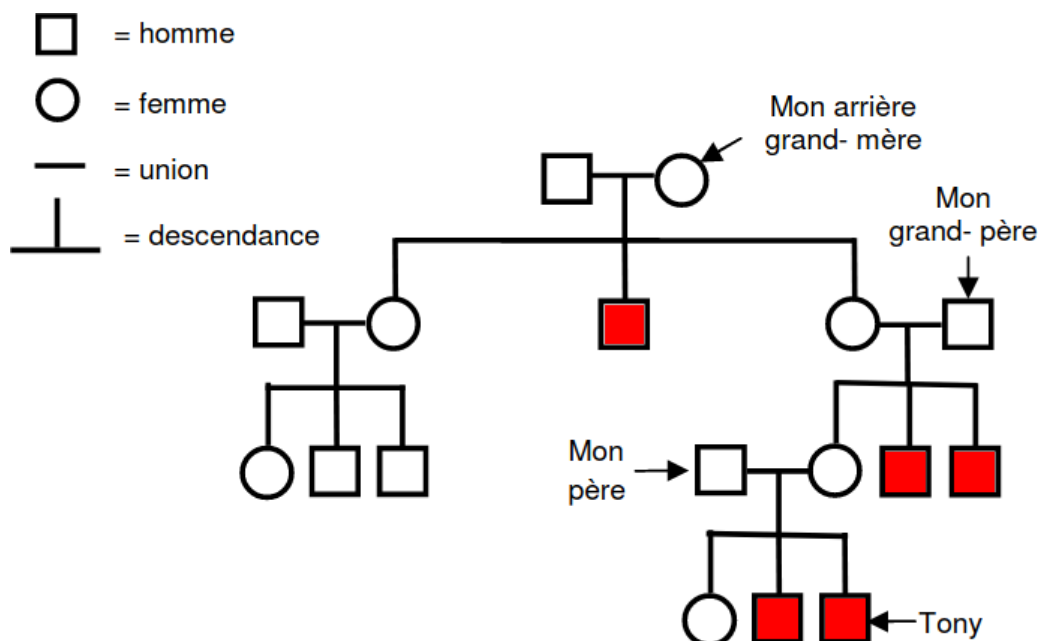 = homme
= femme
= union
= descendance
Mon arrière
grand- mère
Mon
grand- père
Mon
père
Tony